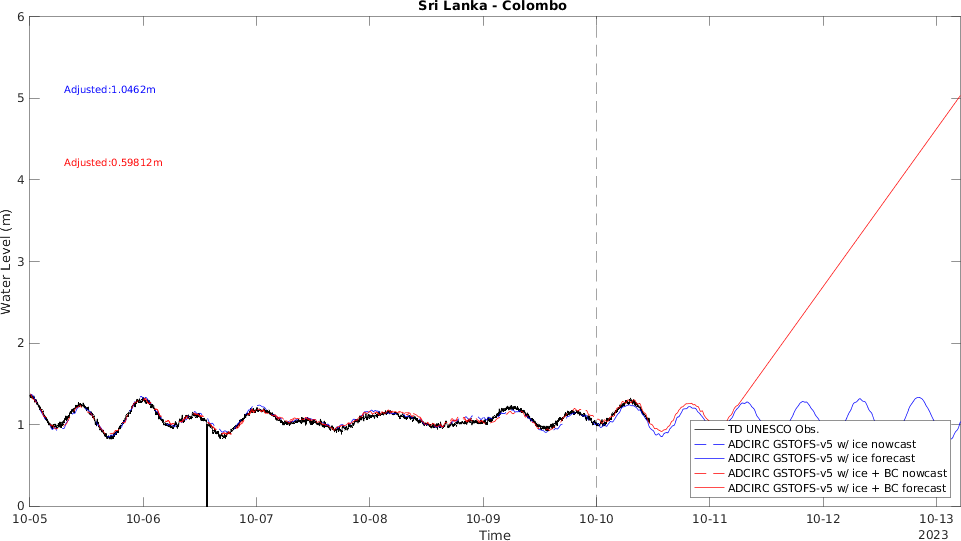 Sri Lanka - Colombo
6
5
4
3
2
1
0
Water Level (m)
Adjusted:1.0462m
Adjusted:0.59812m
TD UNESCO Obs.
ADCIRC GSTOFS-v5 w/ ice nowcast
ADCIRC GSTOFS-v5 w/ ice forecast
ADCIRC GSTOFS-v5 w/ ice + BC nowcast
ADCIRC GSTOFS-v5 w/ ice + BC forecast
10-05 10-06 10-07 10-08 10-09 10-10 10-11 10-12 10-13
Time
2023